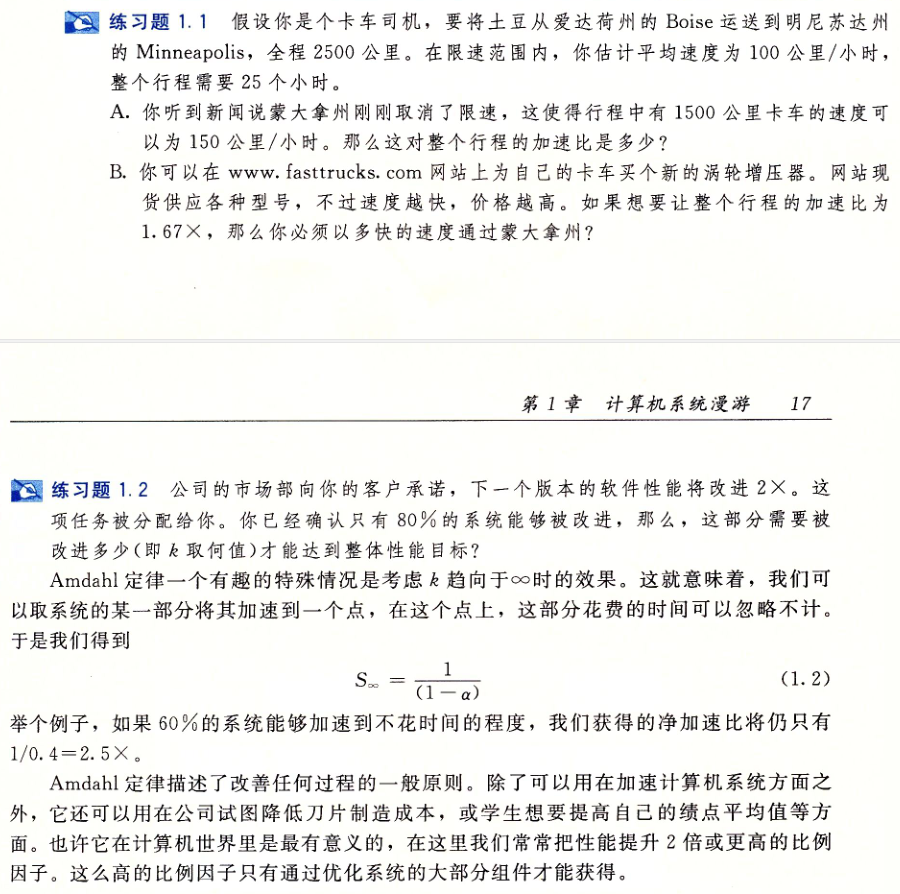 练习题 1.1 假设你是个卡车司机，要将土豆从爱达荷州的 Boise 运送到明尼苏达州
的 Minneapolis，全程 2500 公里。在限速范围内，你估计平均速度为 100 公里/小时，
整个行程需要 25 个小时。
A. 你听到新闻说蒙大拿州刚刚取消了限速，这使得行程中有 1500 公里卡车的速度可
以为 150 公里/小时。那么这对整个行程的加速比是多少？
B. 你可以在 www.fasttrucks.com 网站上为自己的卡车买个新的涡轮增压器。网站现
货供应各种型号，不过速度越快，价格越高。如果想要让整个行程的加速比为
1.67×，那么你必须以多快的速度通过蒙大拿州？
第 1 章 计算机系统漫游 17
练习题 1.2 公司的市场部向你的客户承诺，下一个版本的软件性能将改进 2×。这
项任务被分配给你。你已经确认只有 80%的系统能够被改进，那么，这部分需要被
改进多少(即 k 取何值)才能达到整体性能目标？
Amdahl 定律一个有趣的特殊情况是考虑 k 趋向于∞时的效果。这就意味着，我们可
以取系统的某一部分将其加速到一个点，在这个点上，这部分花费的时间可以忽略不计。
于是我们得到
S∞ = 1/(1−α) (1.2)
举个例子，如果 60%的系统能够加速到不花时间的程度，我们获得的净加速比将仍只有
1/0.4=2.5×。
Amdahl 定律描述了改善任何过程的一般原则。除了可以用在加速计算机系统方面之
外，它还可以用在公司试图降低刀片制造成本，或学生想要提高自己的绩点平均值等方
面。也许它在计算机世界里是最有意义的，在这里我们常常把性能提升 2 倍或更高的比例
因子。这么高的比例因子只有通过优化系统的大部分组件才能获得。